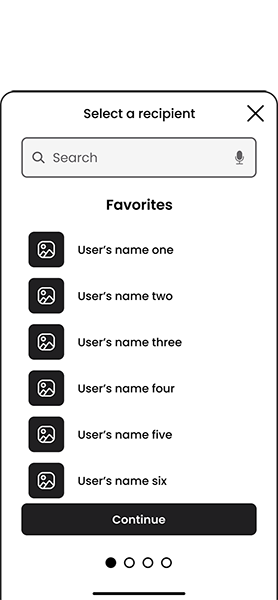 Select a recipient
Search
Favorites
User’s name one
User’s name two
User’s name three
User’s name four
User’s name five
User’s name six
Continue